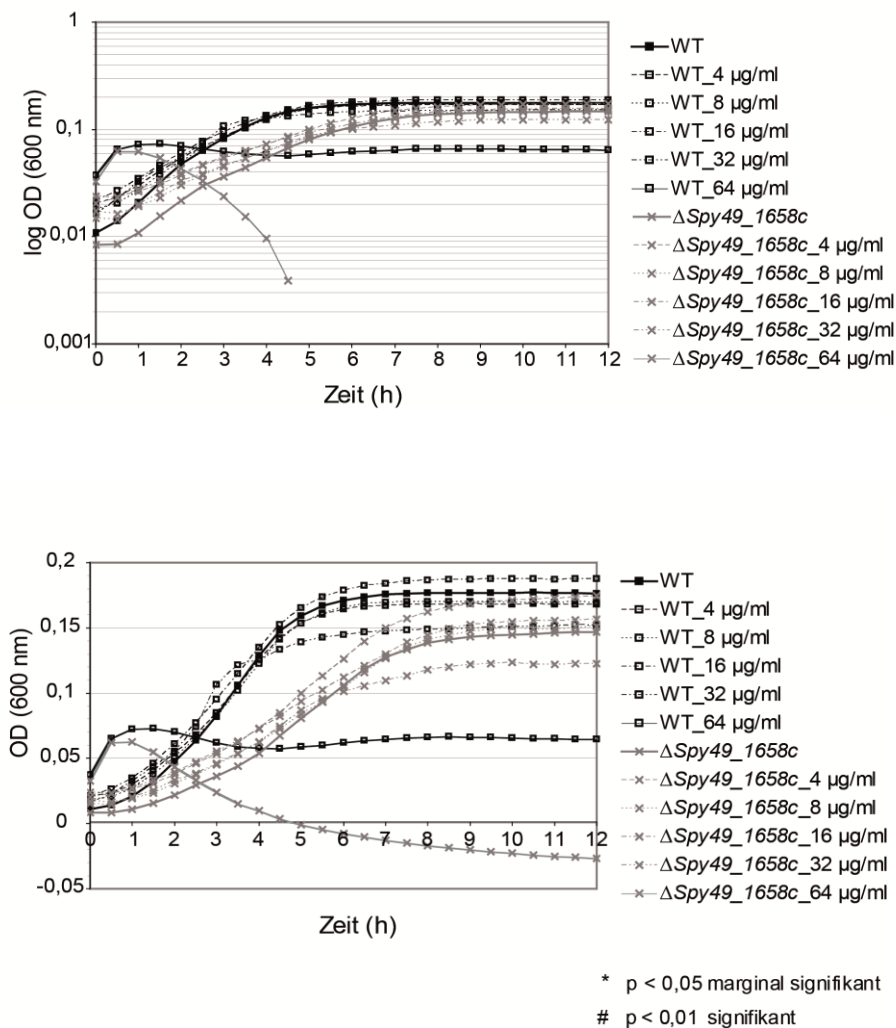 1
0,1
0,01
0,001
log OD (600 nm)
0 1 2 3 4 5 6 7 8 9 10 11 12
Zeit (h)
WT
WT_4 µg/ml
WT_8 µg/ml
WT_16 µg/ml
WT_32 µg/ml
WT_64 µg/ml
ΔSpy49_1658c
ΔSpy49_1658c_4 µg/ml
ΔSpy49_1658c_8 µg/ml
ΔSpy49_1658c_16 µg/ml
ΔSpy49_1658c_32 µg/ml
ΔSpy49_1658c_64 µg/ml
0,2
0,15
0,1
0,05
0
-0,05
OD (600 nm)
0 1 2 3 4 5 6 7 8 9 10 11 12
Zeit (h)
WT
WT_4 µg/ml
WT_8 µg/ml
WT_16 µg/ml
WT_32 µg/ml
WT_64 µg/ml
ΔSpy49_1658c
ΔSpy49_1658c_4 µg/ml
ΔSpy49_1658c_8 µg/ml
ΔSpy49_1658c_16 µg/ml
ΔSpy49_1658c_32 µg/ml
ΔSpy49_1658c_64 µg/ml
* p < 0,05 marginal signifikant
# p < 0,01 signifikant